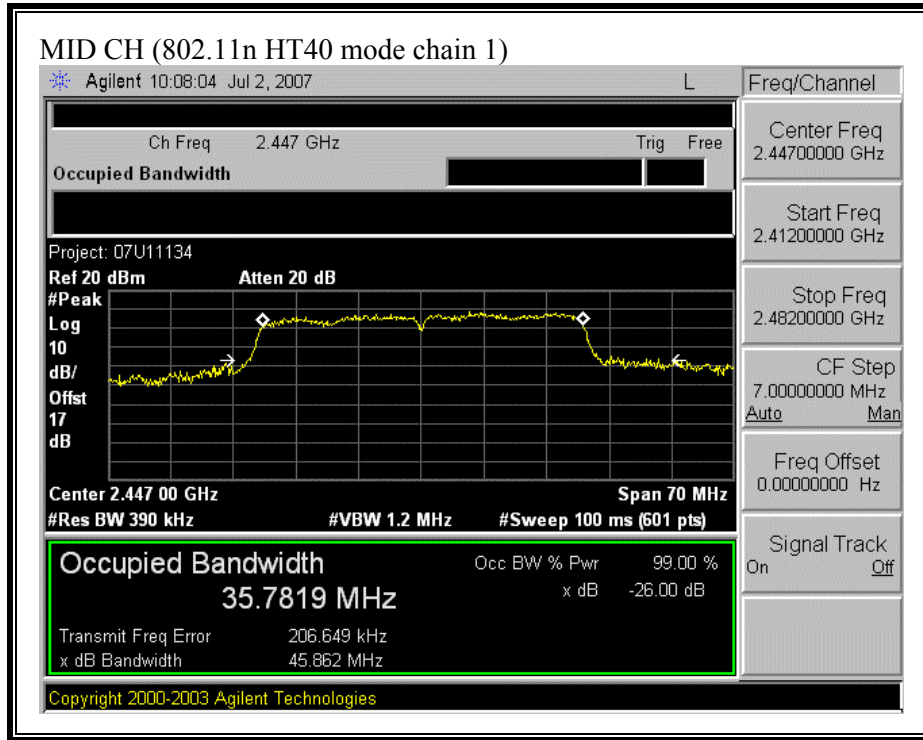 MID CH (802.11n HT40 mode chain 1)
Agilent 10:08:04 Jul 2, 2007 L
Freq/Channel
Ch Freq 2.447 GHz Trig Free
Occupied Bandwidth
Center Freq
2.44700000 GHz
Start Freq
2.41200000 GHz
Stop Freq
2.48200000 GHz
CF Step
7.00000000 MHz
Auto Man
Freq Offset
0.00000000 Hz
Signal Track
On Off
Project: 07U11134
Ref 20 dBm Atten 20 dB
#Peak
Log
10
dB/
Offst
17
dB
Center 2.447 00 GHz Span 70 MHz
#Res BW 390 kHz #VBW 1.2 MHz #Sweep 100 ms (601 pts)
Occupied Bandwidth Occ BW % Pwr 99.00 %
35.7819 MHz x dB -26.00 dB
Transmit Freq Error 206.649 kHz
x dB Bandwidth 45.862 MHz
Copyright 2000-2003 Agilent Technologies